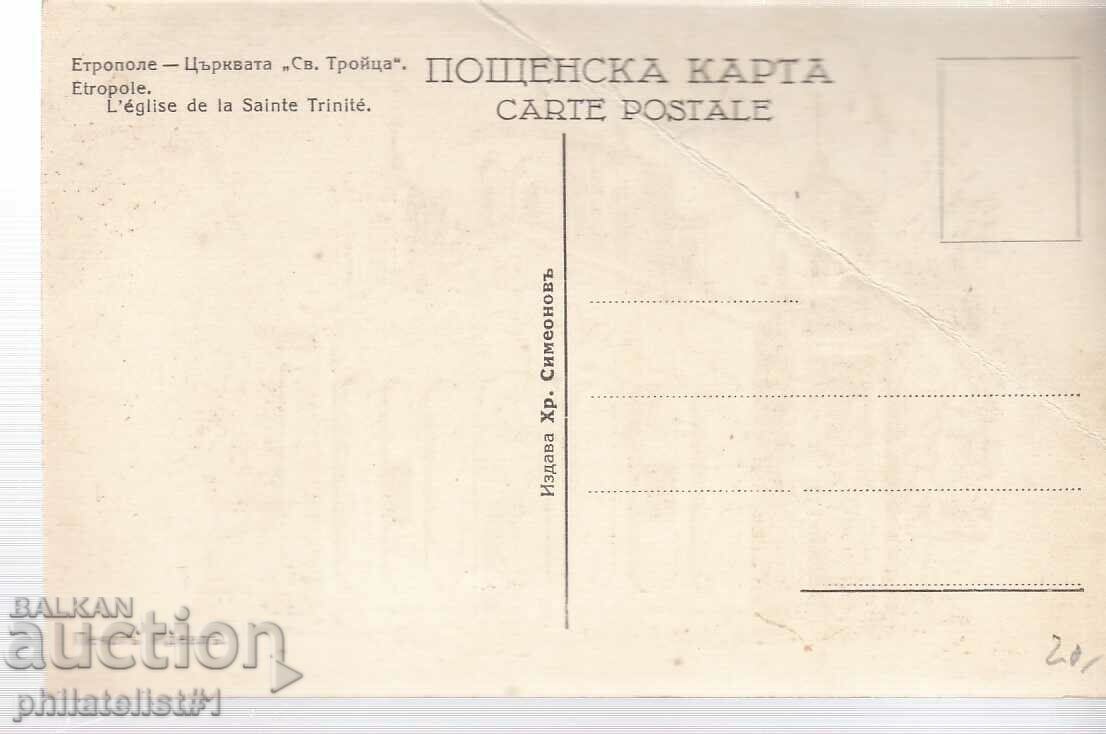 Етрополе — Църквата „Св. Тройца“.
Etropole.
L'église de la Sainte Trinité.
ПОЩЕНСКА КАРТА
CARTE POSTALE
Издава Хр. Симеоновъ
BALKAN
auction
philatelist#1
20,